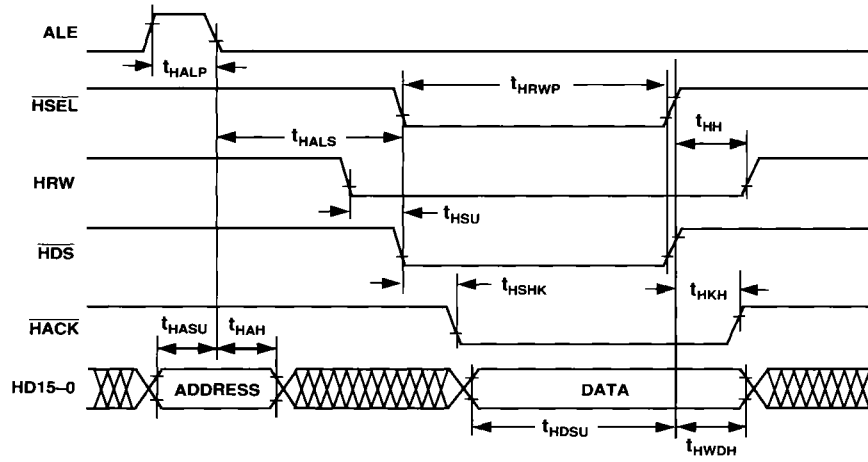 ALE
tHALP
HSEL
tHRWP
tHALS
tHH
HRW
tHSU
HDS
tHSHK
tHKH
HACK
tHASU
tHAH
HD15–0
ADDRESS
DATA
tHDSU
tHWDH